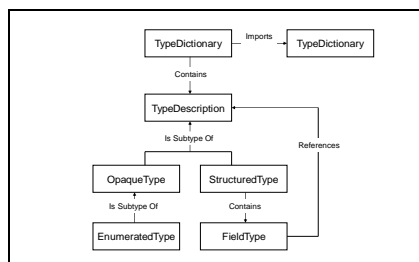 TypeDictionary
Imports
TypeDictionary
Contains
TypeDescription
Is Subtype Of
References
OpaqueType
StructuredType
Is Subtype Of
Contains
EnumeratedType
FieldType